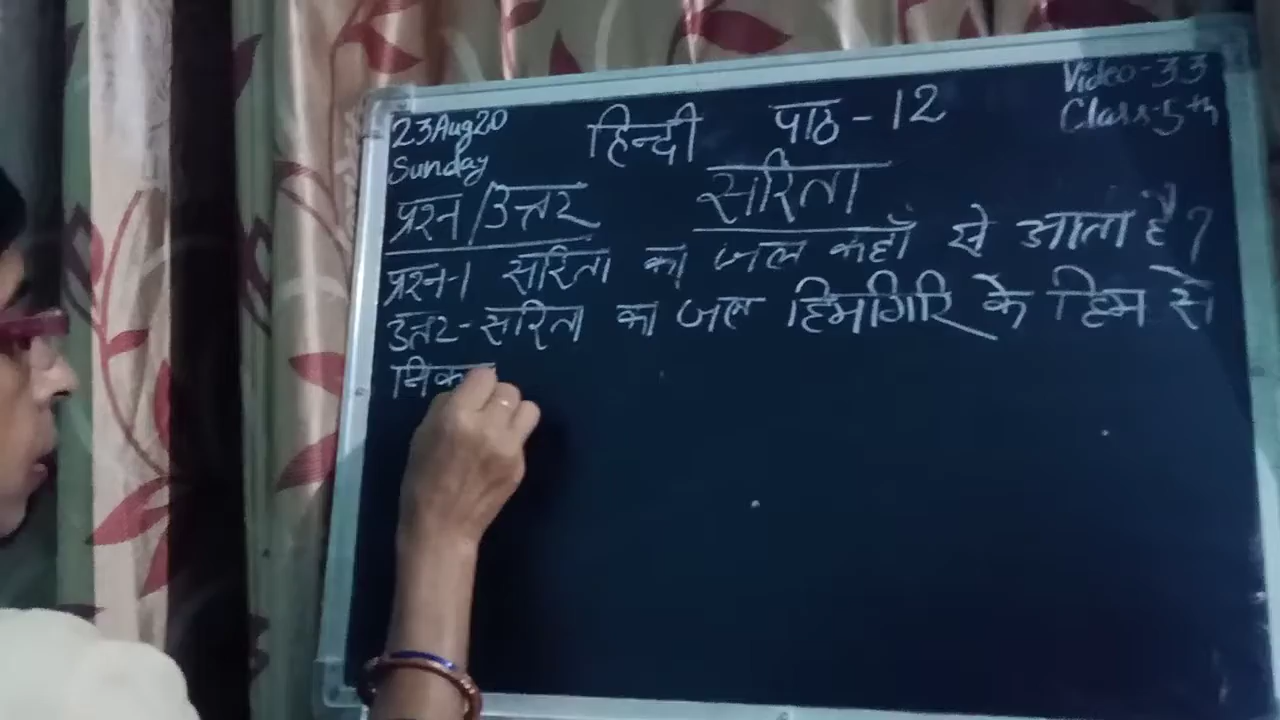 23Aug20 हिन्दी पाठ - 12 Video-33
Sunday Class-5th
प्रश्न/उत्तर सरिता
प्रश्न-1 सरिता का जल कहाँ से आता है?
उत्तर-सरिता का जल हिमगिरि के हिम से
निक